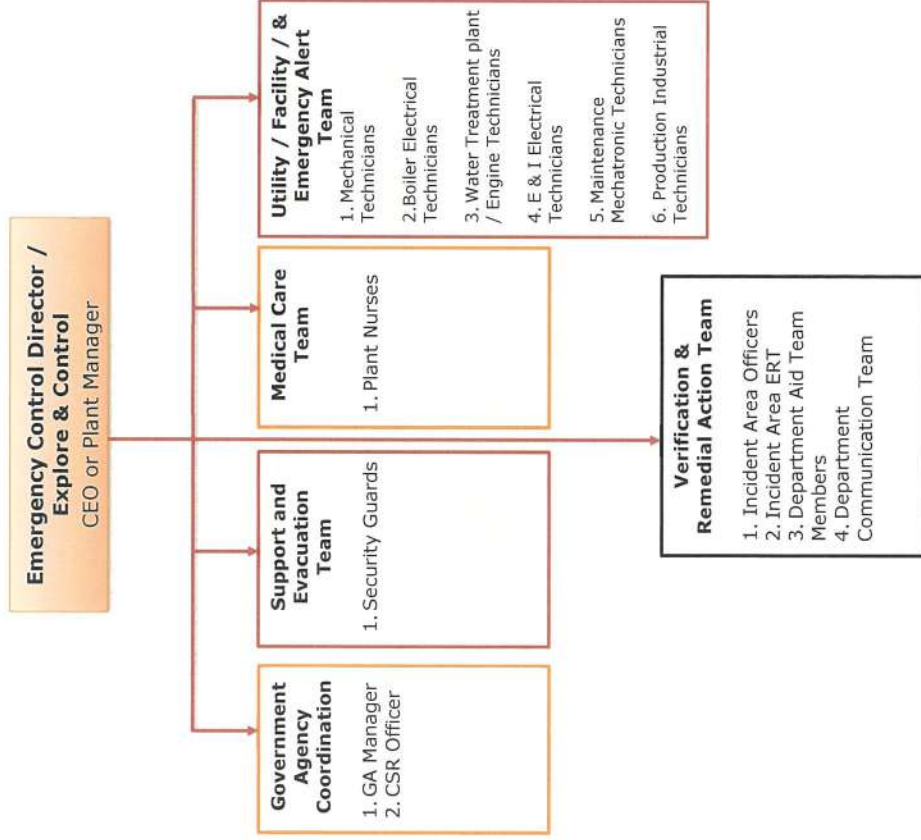 Emergency Control Director /
Explore & Control
CEO or Plant Manager
Government
Agency
Coordination
1. GA Manager
2. CSR Officer
Support and
Evacuation
Team
1. Security Guards
Medical Care
Team
1. Plant Nurses
Utility / Facility / &
Emergency Alert
Team
1.Mechanical
Technicians
2.Boiler Electrical
Technicians
3. Water Treatment plant
/ Engine Technicians
4. E & I Electrical
Technicians
5. Maintenance
Mechatronic Technicians
6. Production Industrial
Technicians
Verification &
Remedial Action Team
1. Incident Area Officers
2. Incident Area ERT
3. Department Aid Team
Members
4. Department
Communication Team